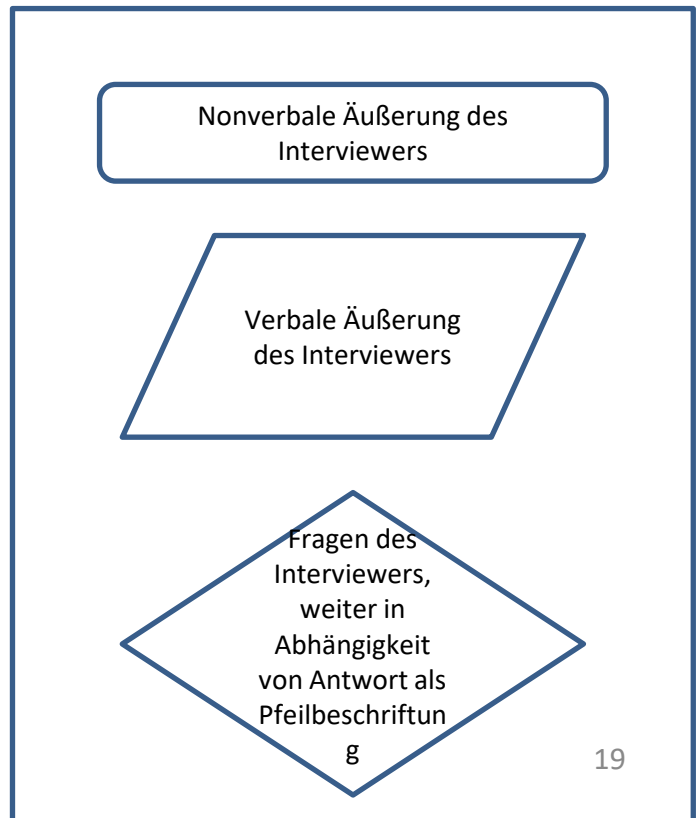 Nonverbale Äußerung des
Interviewers
Verbale Äußerung
des Interviewers
Fragen des
Interviewers,
weiter in
Abhängigkeit
von Antwort als
Pfeilbeschriftun
g
19